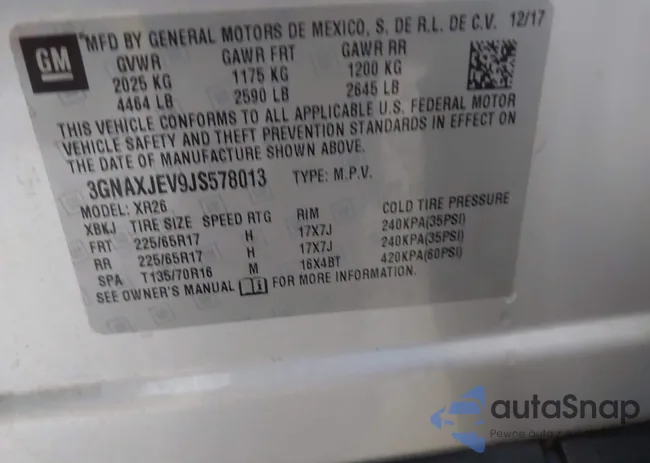 GM
*MFD BY GENERAL MOTORS DE MEXICO, S. DE R.L. DE C.V. 12/17
GVWR GAWR FRT GAWR RR
2025 KG 1175 KG 1200 KG
4464 LB 2590 LB 2645 LB
THIS VEHICLE CONFORMS TO ALL APPLICABLE U.S. FEDERAL MOTOR
VEHICLE SAFETY AND THEFT PREVENTION STANDARDS IN EFFECT ON
THE DATE OF MANUFACTURE SHOWN ABOVE.
3GNAXJEV9JS578013 TYPE: M.P.V.
MODEL: XR26
XBKJ TIRE SIZE SPEED RTG RIM COLD TIRE PRESSURE
FRT 225/65R17 H 17X7J 240KPA(35PSI)
RR 225/65R17 H 17X7J 240KPA(35PSI)
SPA T135/70R16 M 16X4BT 420KPA(60PSI)
SEE OWNER'S MANUAL FOR MORE INFORMATION.
autaSnap
Pewne auta z